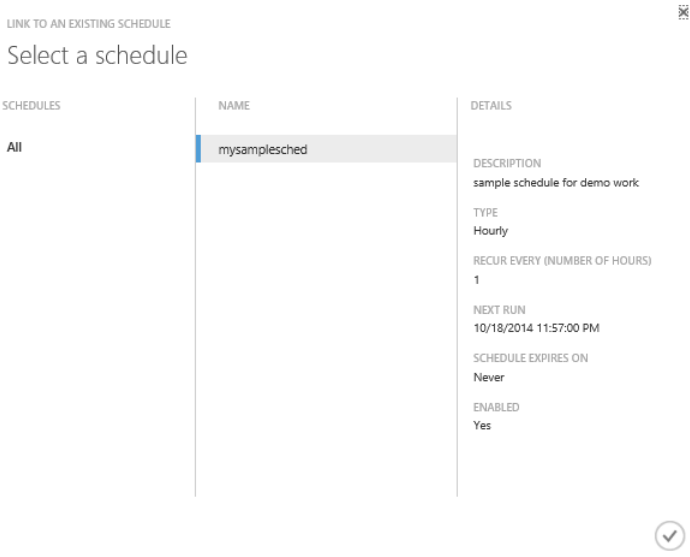 LINK TO AN EXISTING SCHEDULE
Select a schedule
SCHEDULES
All
NAME
mysamplesched
DETAILS
DESCRIPTION
sample schedule for demo work
TYPE
Hourly
RECUR EVERY (NUMBER OF HOURS)
1
NEXT RUN
10/18/2014 11:57:00 PM
SCHEDULE EXPIRES ON
Never
ENABLED
Yes